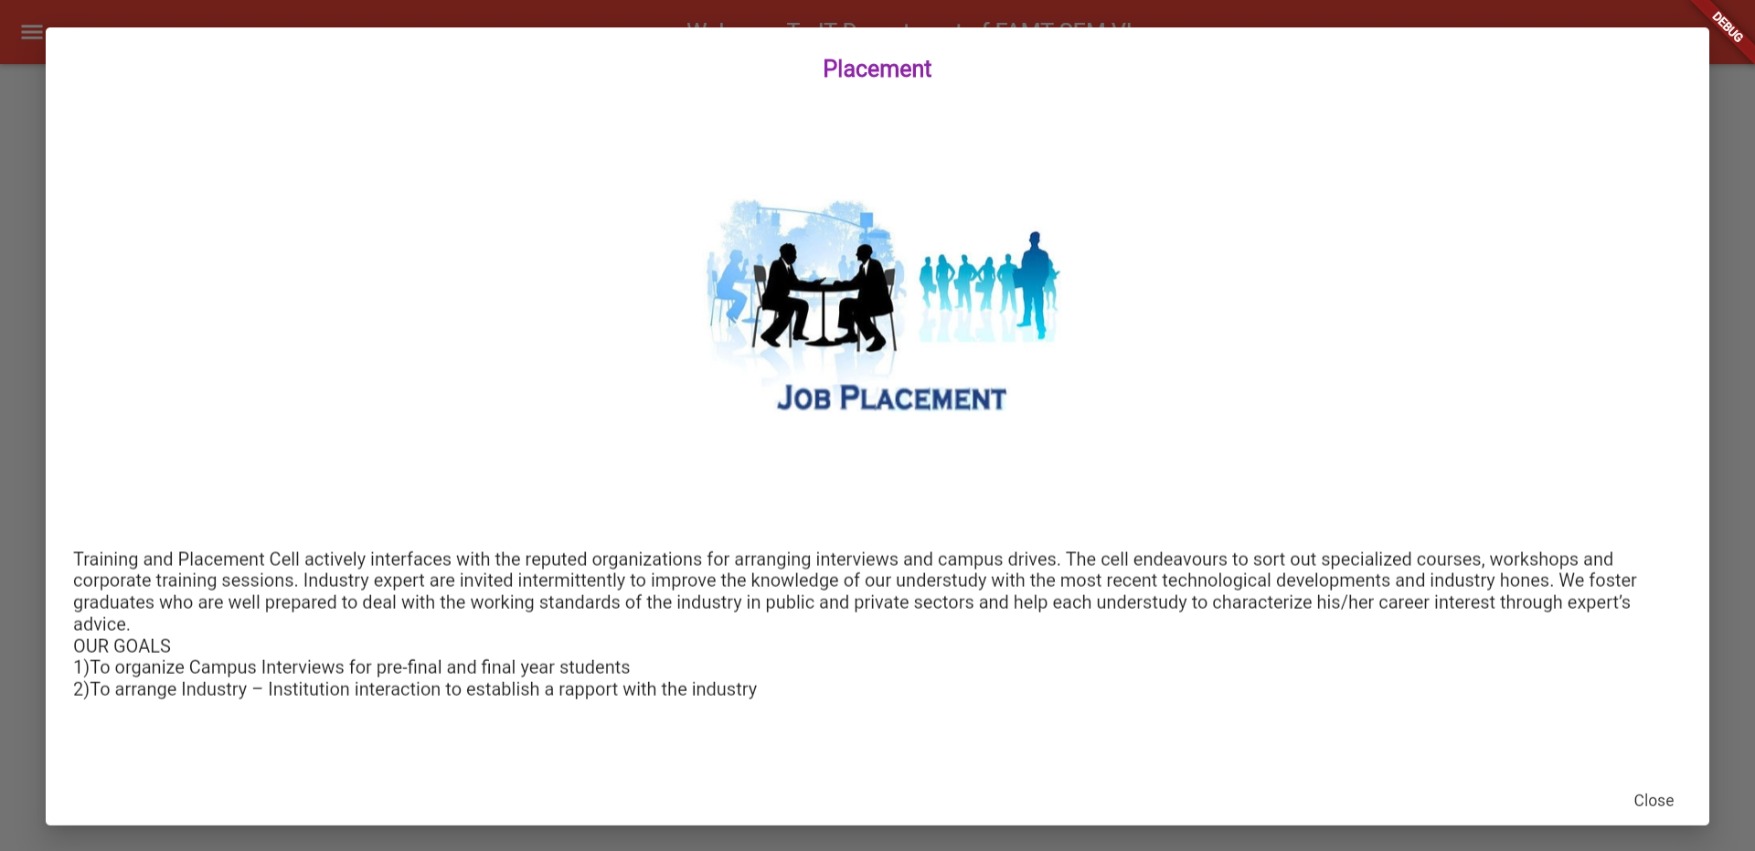 DEBUG
Placement
JOB PLACEMENT
Training and Placement Cell actively interfaces with the reputed organizations for arranging interviews and campus drives. The cell endeavours to sort out specialized courses, workshops and
corporate training sessions. Industry expert are invited intermittently to improve the knowledge of our understudy with the most recent technological developments and industry hones. We foster
graduates who are well prepared to deal with the working standards of the industry in public and private sectors and help each understudy to characterize his/her career interest through expert’s
advice.
OUR GOALS
1)To organize Campus Interviews for pre-final and final year students
2)To arrange Industry – Institution interaction to establish a rapport with the industry
Close